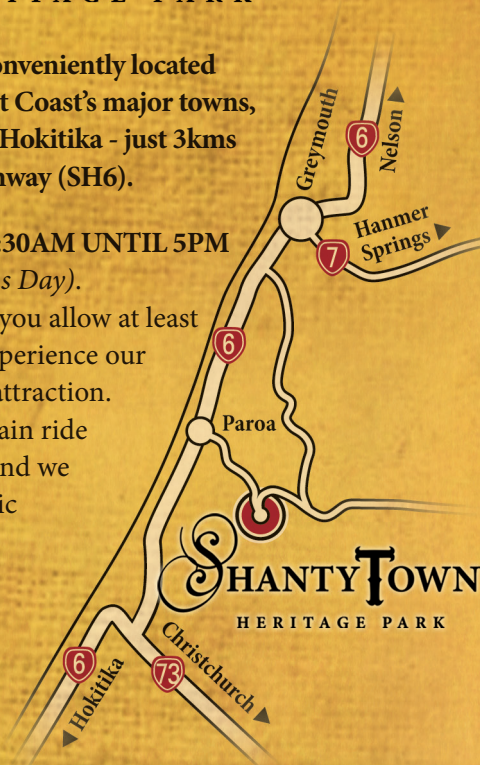 onveniently located
t Coast's major towns,
Hokitika - just 3kms
hway (SH6).
:30AM UNTIL 5PM
s Day).
you allow at least
perience our
attraction.
ain ride
nd we
ic
Greymouth
6
Nelson
Hanmer
Springs
7
6
Paroa
SHANTYTOWN
HERITAGE PARK
6
Hokitika
73
Christchurch